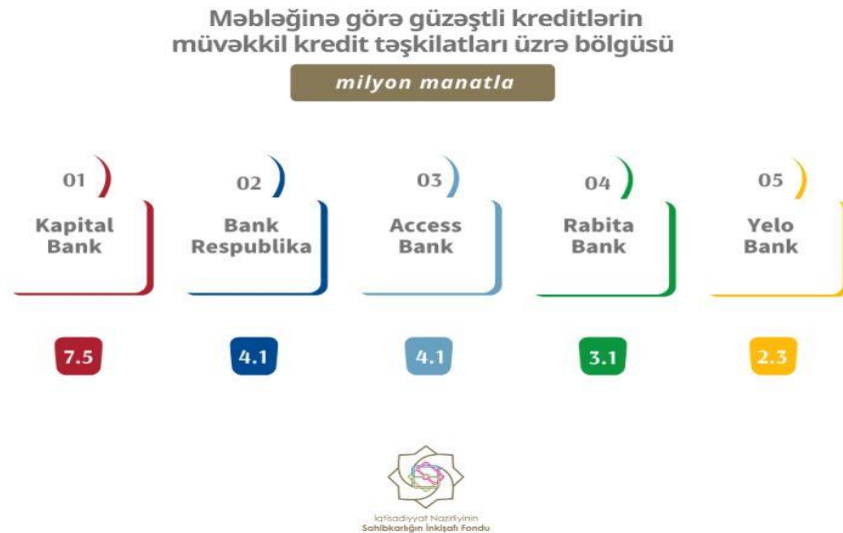 Məbləğinə görə güzəştli kreditlərin
müvəkkil kredit təşkilatları üzrə bölgüsü
milyon manatla
01
Kapital
Bank
7.5
02
Bank
Respublika
4.1
03
Access
Bank
4.1
04
Rabita
Bank
3.1
05
Yelo
Bank
2.3
İqtisadiyyat Nazirliyinin
Sahibkarlığın İnkişafı Fondu